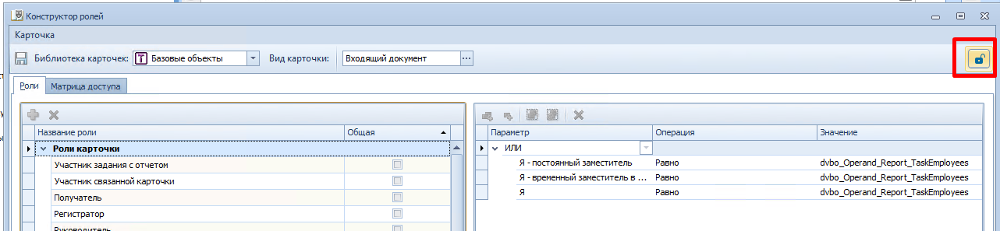 Конструктор ролей
Карточка
Библиотека карточек: Базовые объекты Вид карточки: Входящий документ ...
Роли Матрица доступа
Название роли Общая
Роли карточки
Участник задания с отчетом
Участник связанной карточки
Получатель
Регистратор
Руководитель
Параметр Операция Значение
ИЛИ
Я - постоянный заместитель Равно dvbo_Operand_Report_TaskEmployees
Я - временный заместитель в ... Равно dvbo_Operand_Report_TaskEmployees
Я Равно dvbo_Operand_Report_TaskEmployees